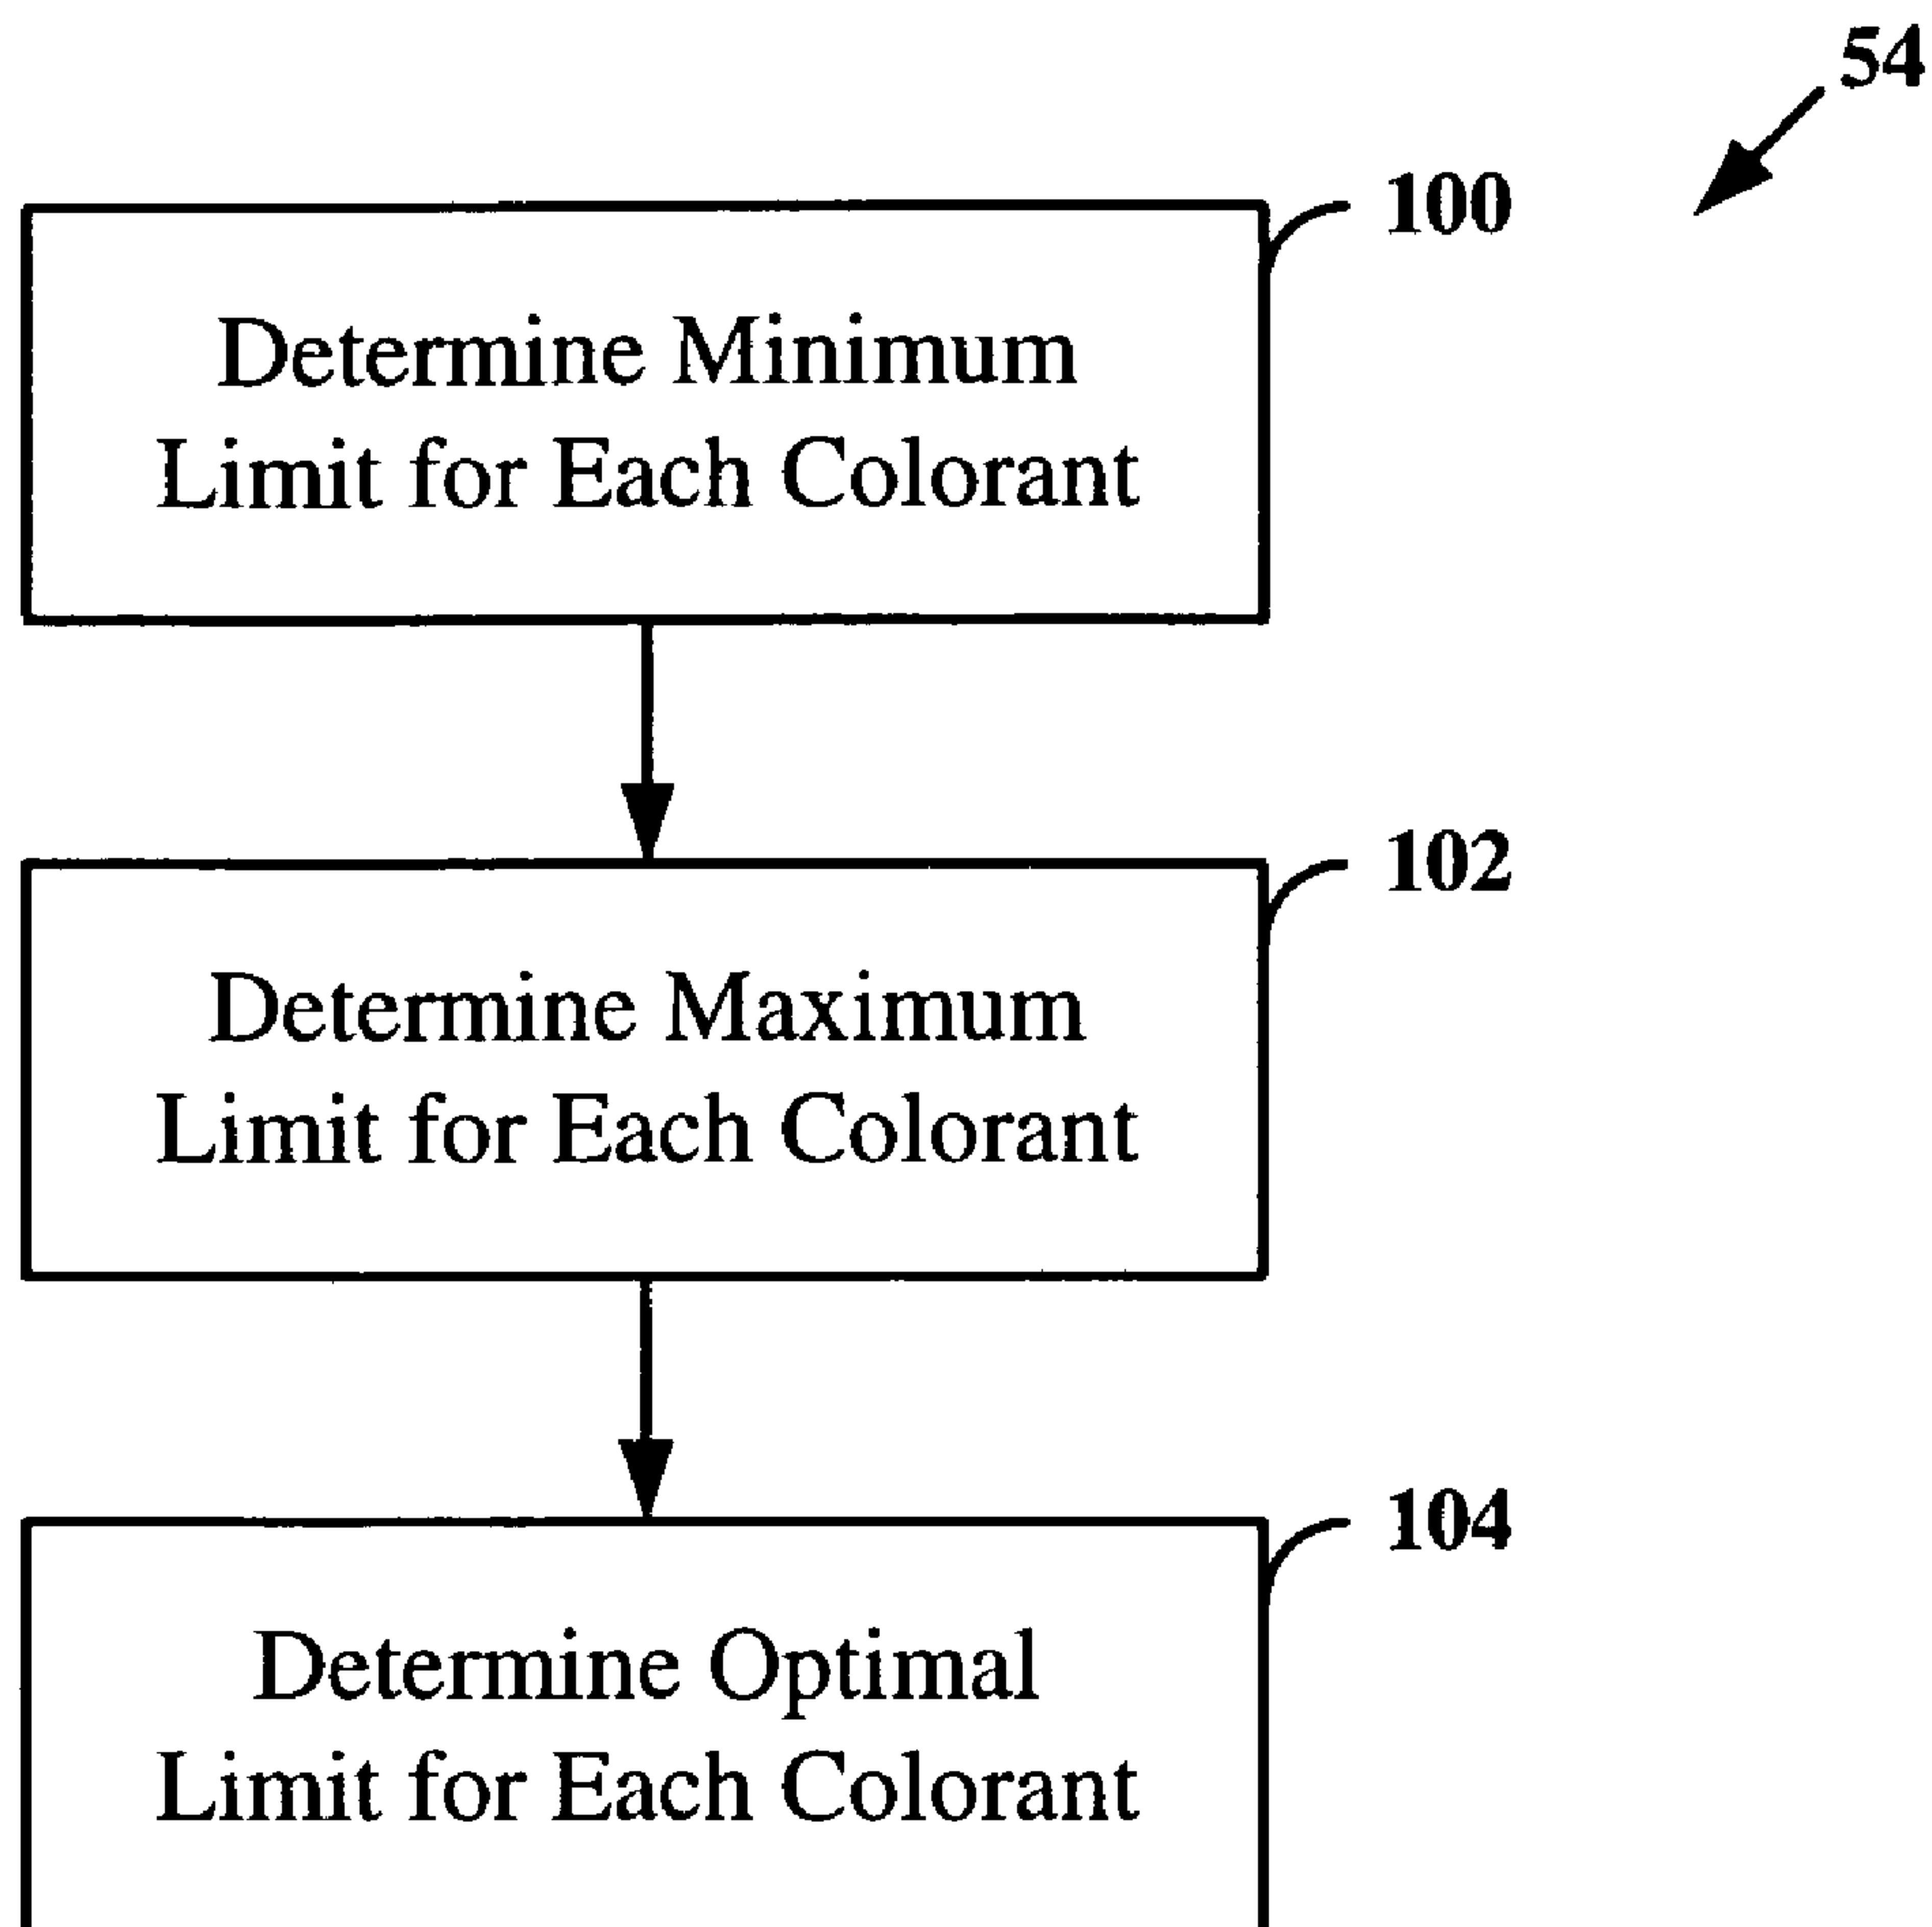 54
100
Determine Minimum
Limit for Each Colorant
102
Determine Maximum
Limit for Each Colorant
104
Determine Optimal
Limit for Each Colorant